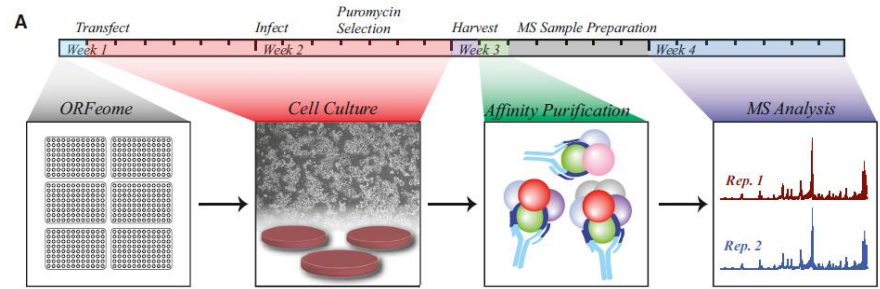 A
Transfect
Infect
Puromycin
Selection
Harvest
MS Sample Preparation
Week 1
Week 2
Week 3
Week 4
ORFeome
Cell Culture
Affinity Purification
MS Analysis
Rep. 1
Rep. 2